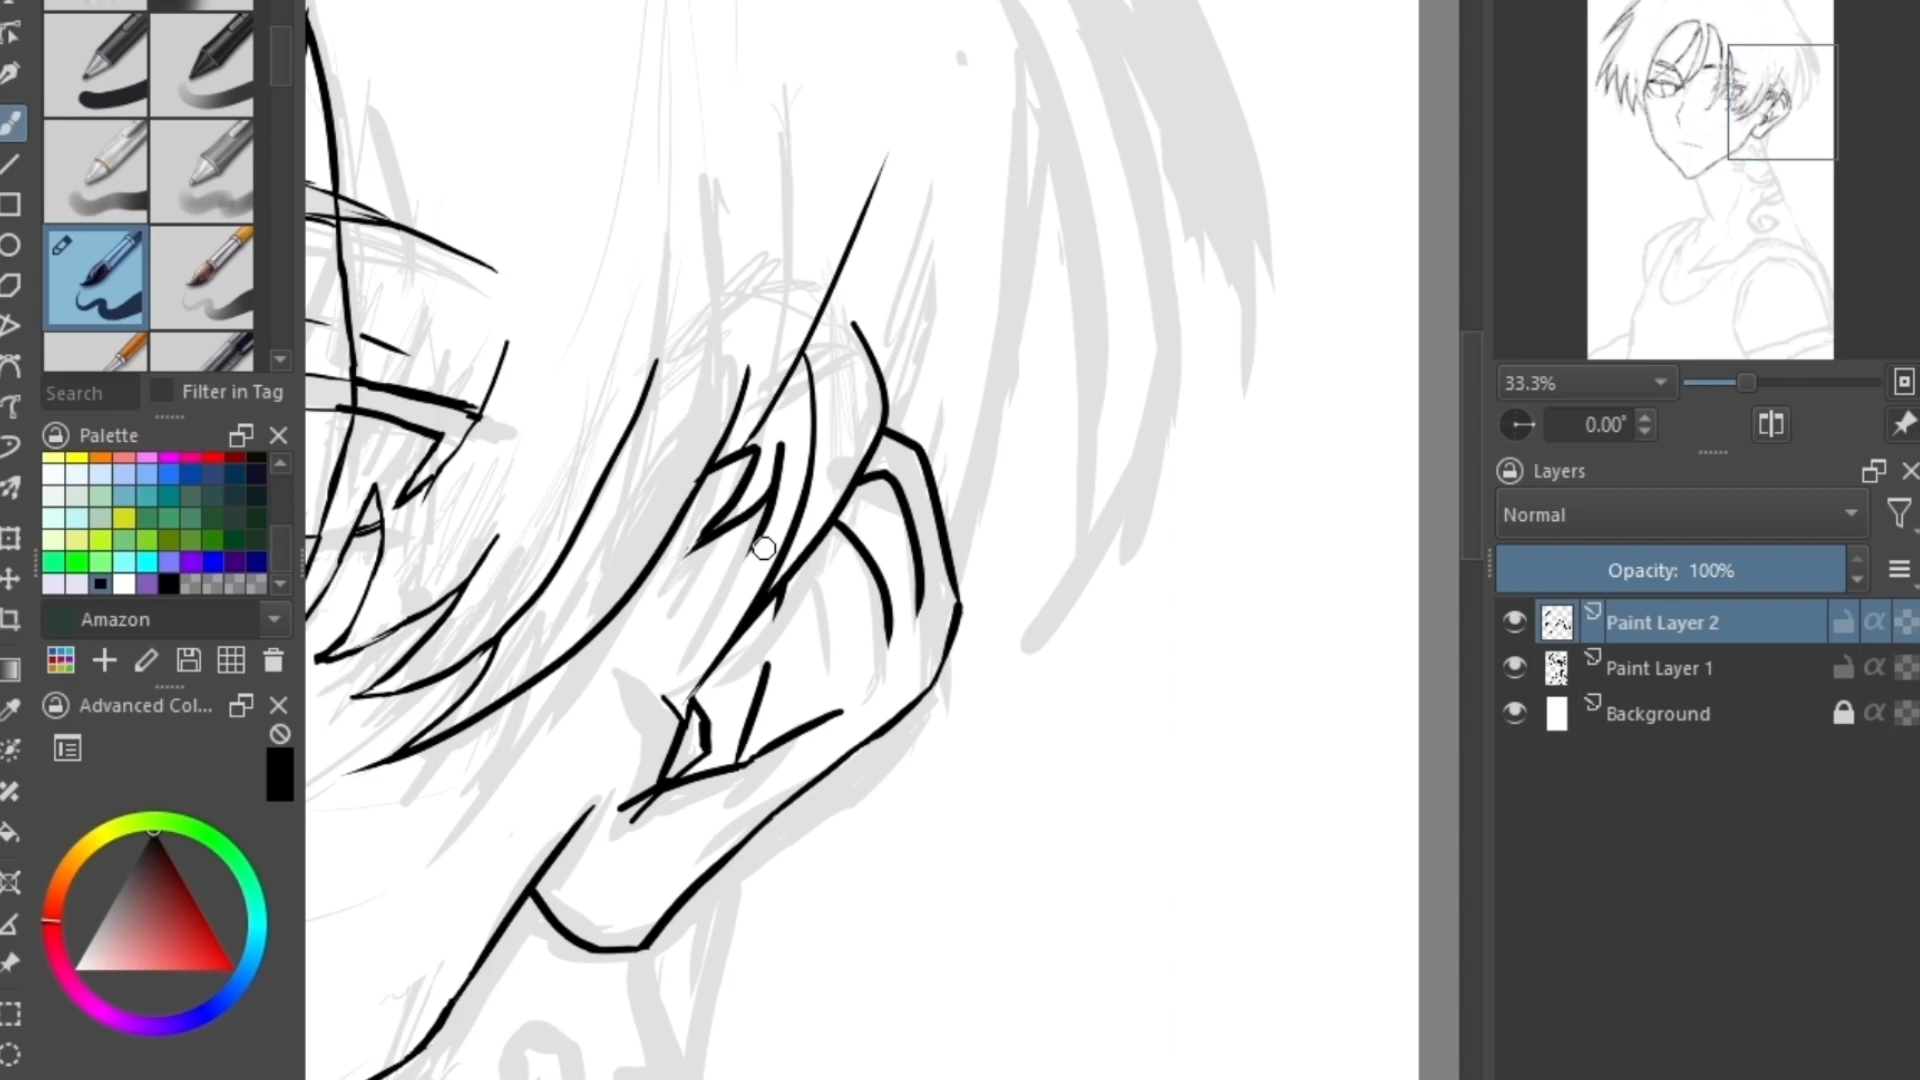 Search
Filter in Tag
Palette
Amazon
Advanced Col...
33.3%
0.00°
Layers
Normal
Opacity: 100%
Paint Layer 2
Paint Layer 1
Background